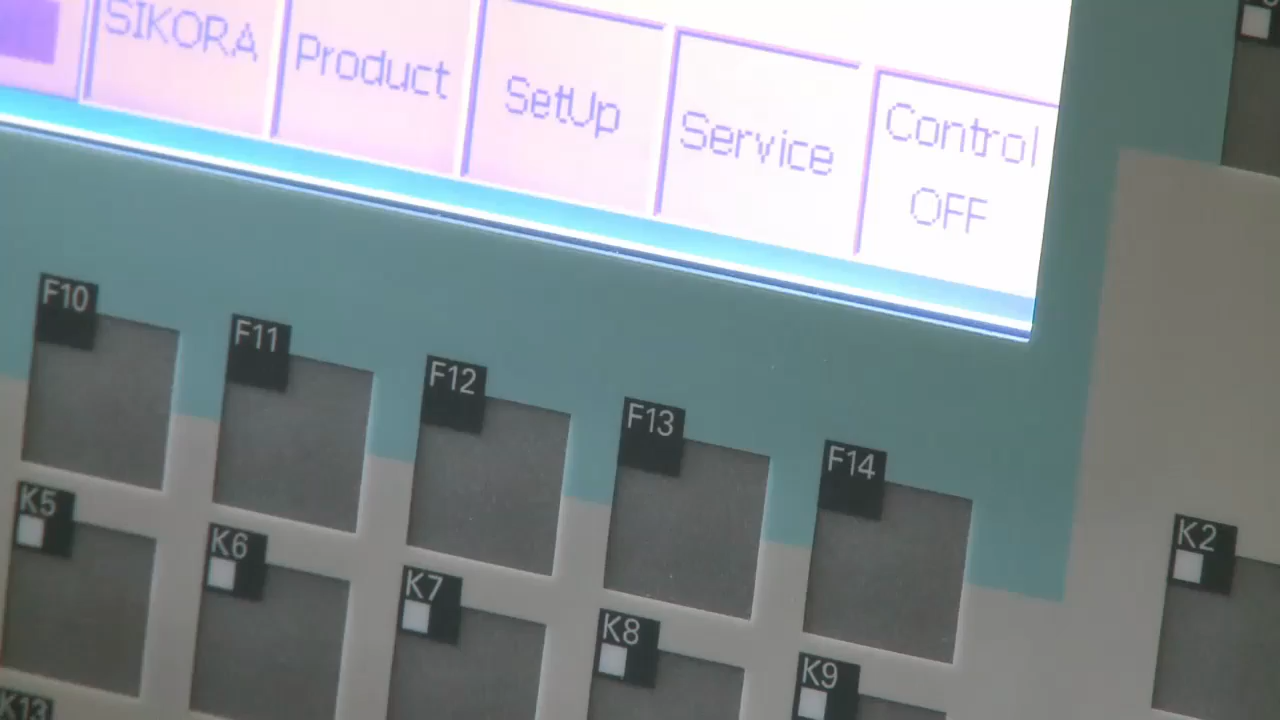 SIKORA
Product
SetUp
Service
Control
OFF
F10
F11
F12
F13
F14
K5
K6
K7
K8
K9
K2
K13